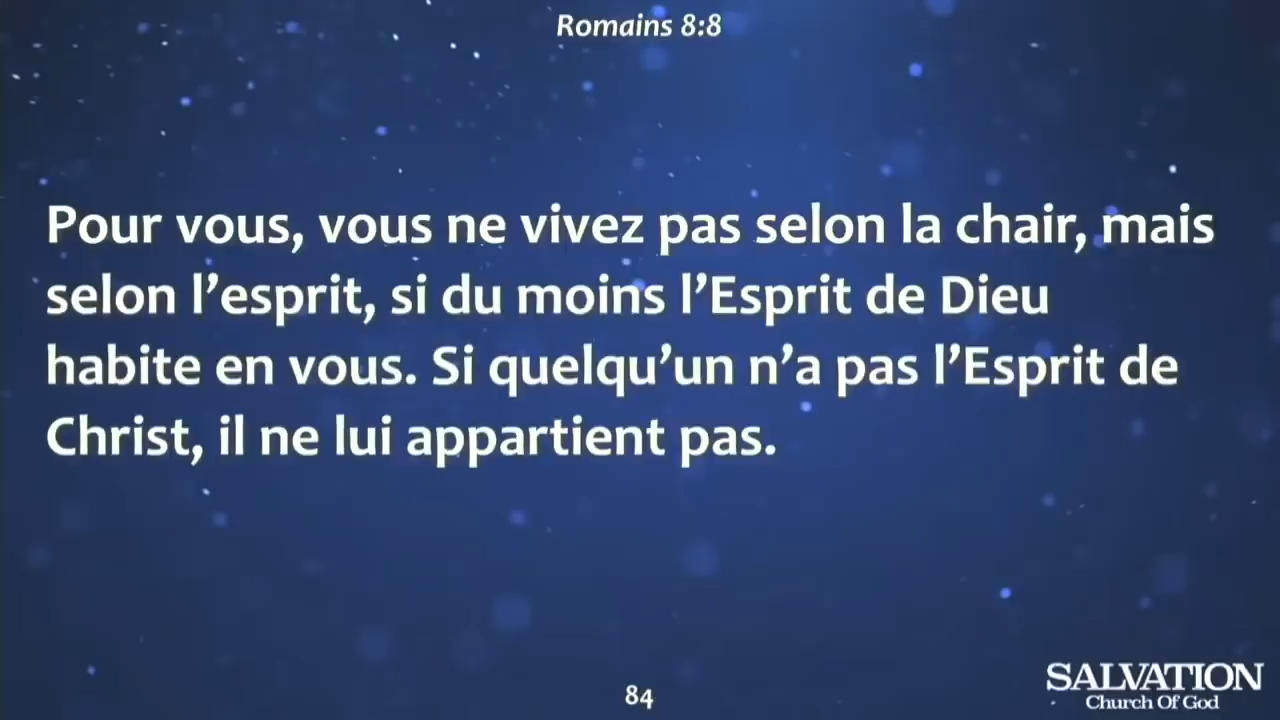 Romains 8:8
Pour vous, vous ne vivez pas selon la chair, mais
selon l’esprit, si du moins l’Esprit de Dieu
habite en vous. Si quelqu’un n’a pas l’Esprit de
Christ, il ne lui appartient pas.
84
SALVATION
Church Of God